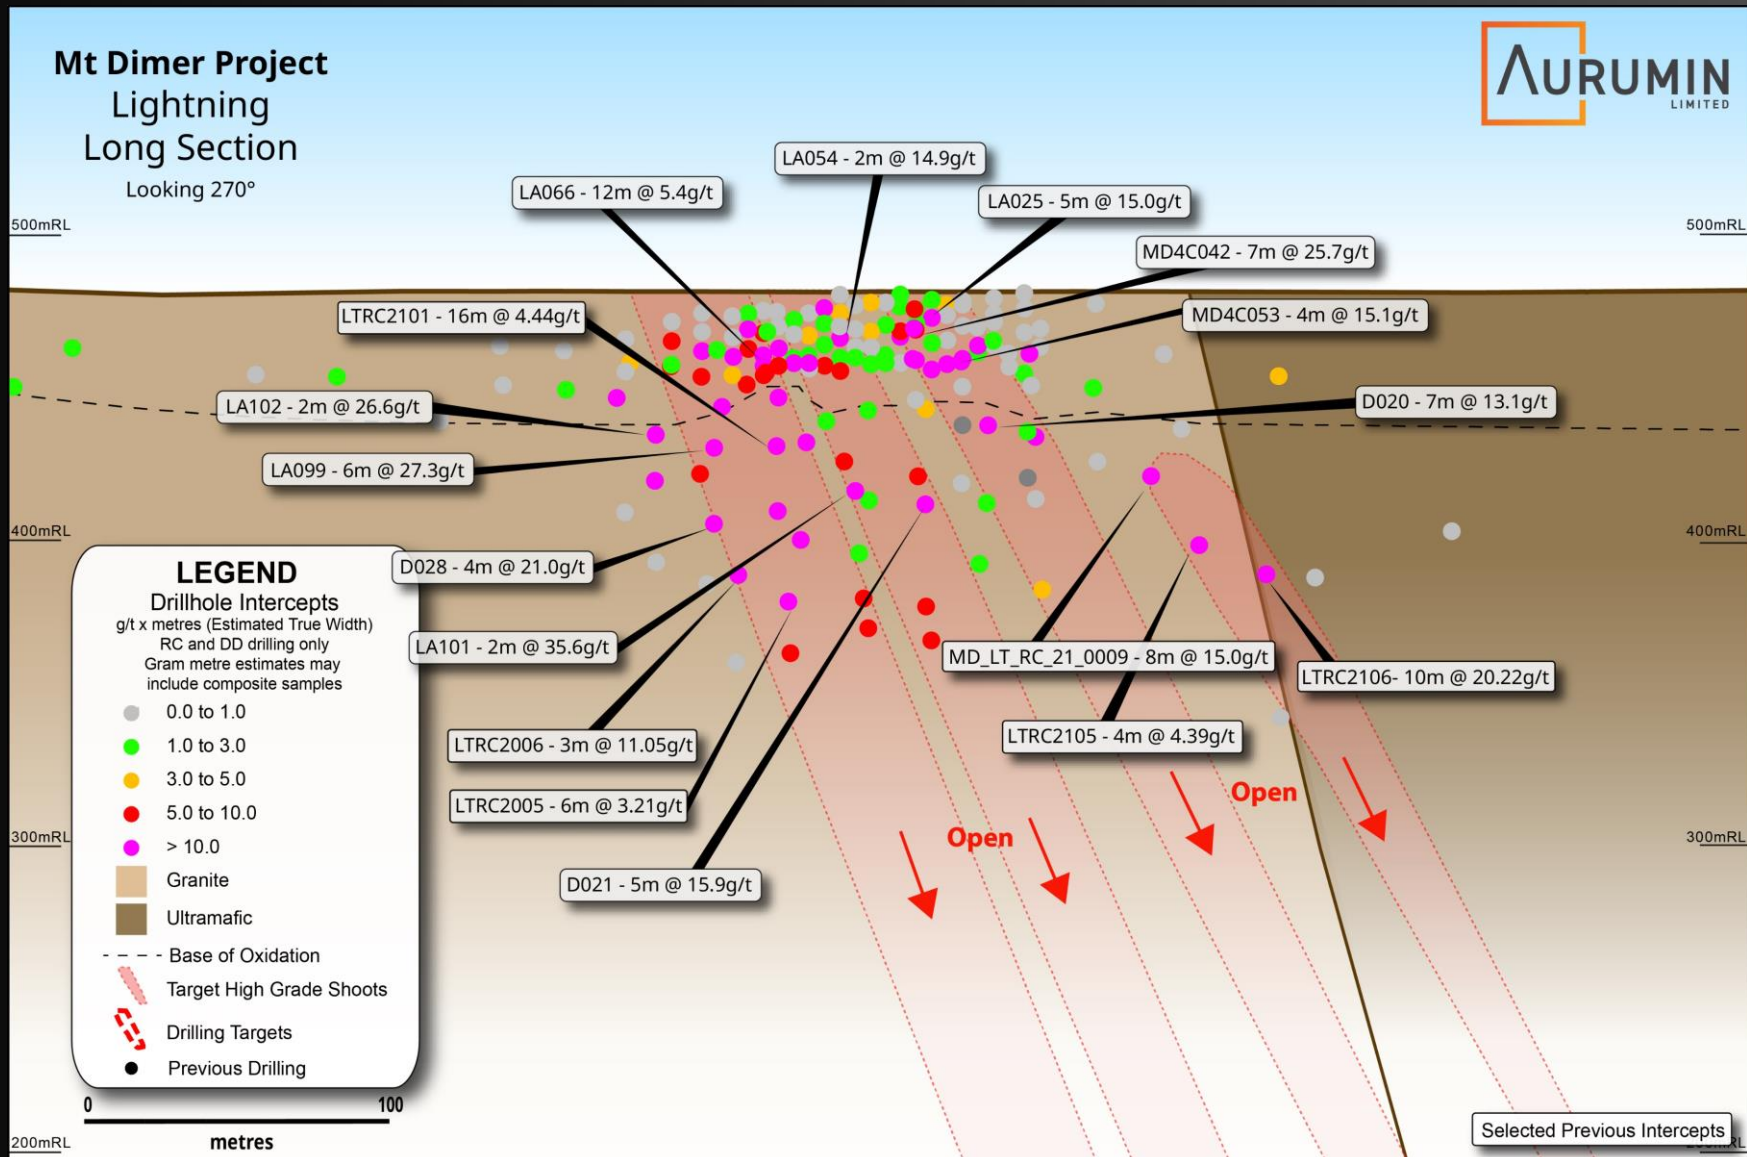 Mt Dimer Project
Lightning
Long Section
Looking 270°
AURUMIN
LIMITED
LA054 - 2m @ 14.9g/t
LA066 - 12m @ 5.4g/t
LA025 - 5m @ 15.0g/t
500mRL
500mRL
MD4C042 - 7m @ 25.7g/t
LTRC2101 - 16m @ 4.44g/t
MD4C053 - 4m @ 15.1g/t
LA102 - 2m @ 26.6g/t
D020 - 7m @ 13.1g/t
LA099 - 6m @ 27.3g/t
400mRL
400mRL
D028 - 4m @ 21.0g/t
LA101 - 2m @ 35.6g/t
MD_LT_RC_21_0009 - 8m @ 15.0g/t
LTRC2106- 10m @ 20.22g/t
LTRC2006 - 3m @ 11.05g/t
LTRC2105 - 4m @ 4.39g/t
LTRC2005 - 6m @ 3.21g/t
Open
Open
D021 - 5m @ 15.9g/t
LEGEND
Drillhole Intercepts
g/t x metres (Estimated True Width)
RC and DD drilling only
Gram metre estimates may
include composite samples
0.0 to 1.0
1.0 to 3.0
3.0 to 5.0
5.0 to 10.0
> 10.0
Granite
Ultramafic
Base of Oxidation
Target High Grade Shoots
Drilling Targets
Previous Drilling
300mRL
300mRL
0 100
metres
200mRL
Selected Previous Intercepts